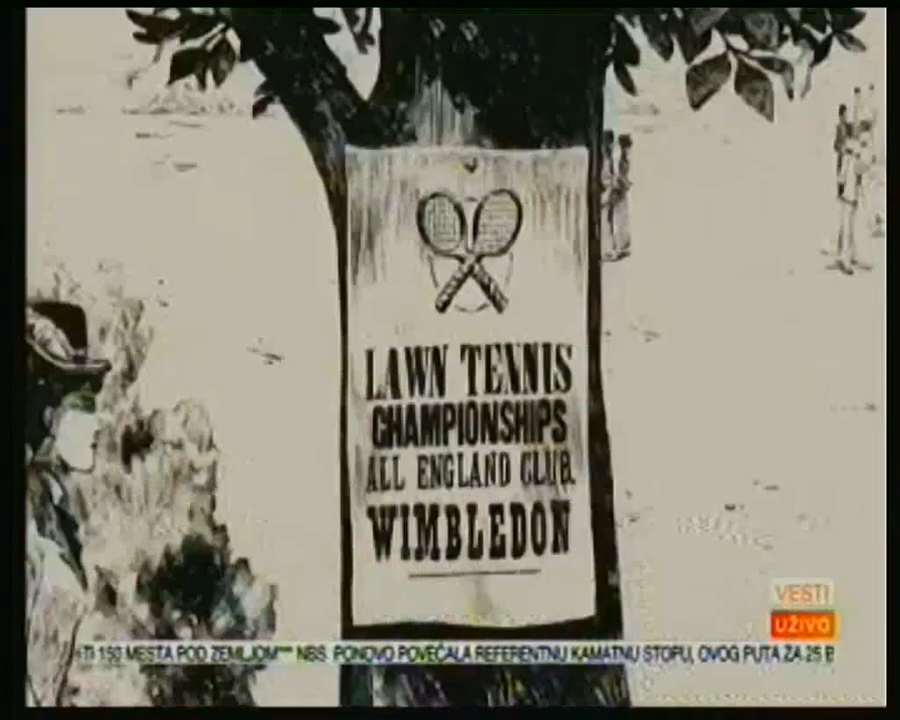 LAWN TENNIS
CHAMPIONSHIPS
ALL ENGLAND CLUB.
WIMBLEDON
VESTI
UŽIVO
150 MESTA POD ZEMLJOM*** NBS PONOVO POVEĆALA REFERENTNU KAMATNU STOPU, OVOG PUTA ZA 25